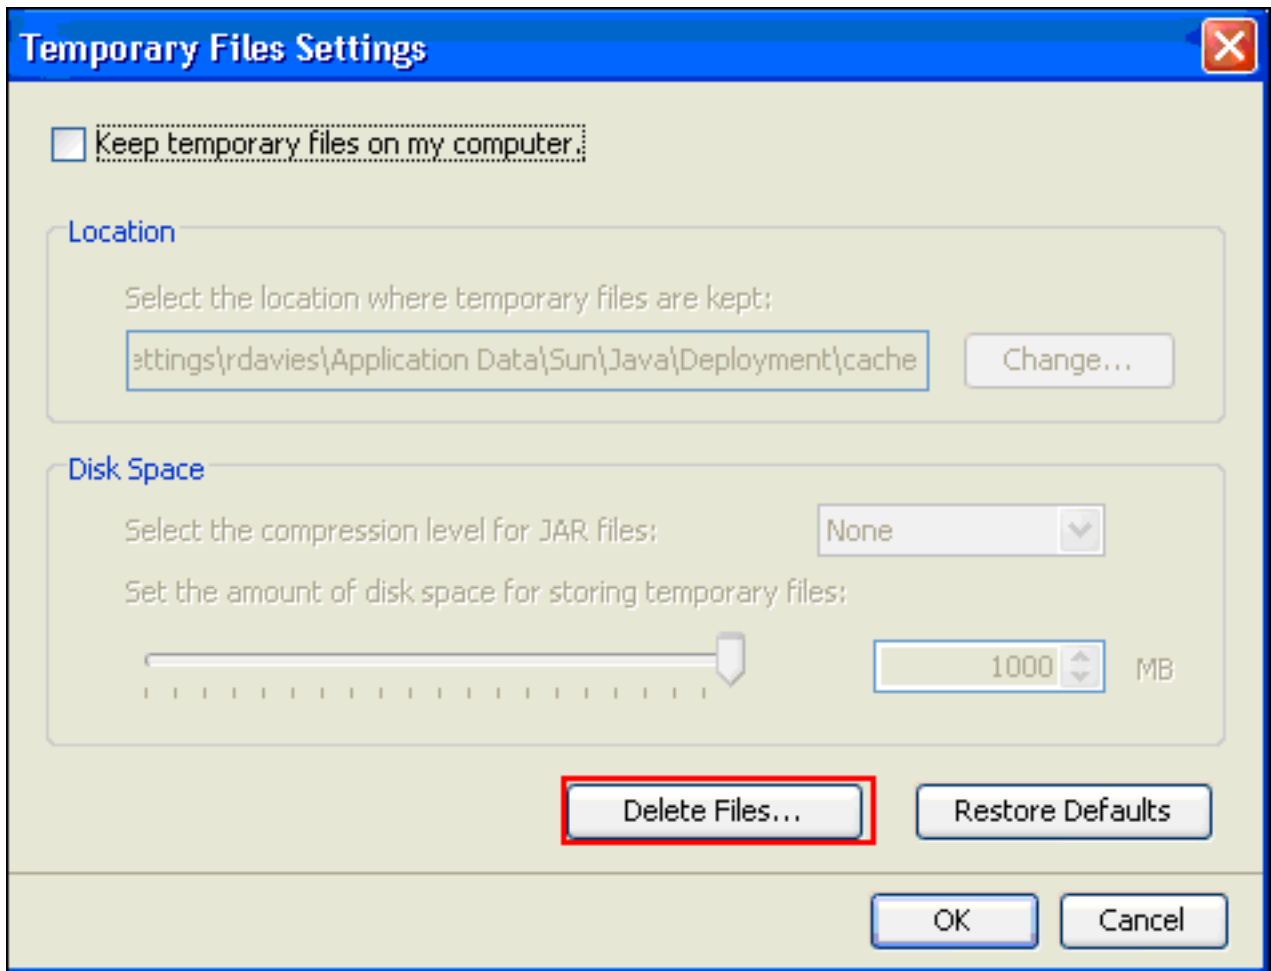 Temporary Files Settings
Keep temporary files on my computer.
Location
Select the location where temporary files are kept:
ettings\rdavies\Application Data\Sun\Java\Deployment\cache
Change...
Disk Space
Select the compression level for JAR files:
None
Set the amount of disk space for storing temporary files:
1000
MB
Delete Files...
Restore Defaults
OK
Cancel